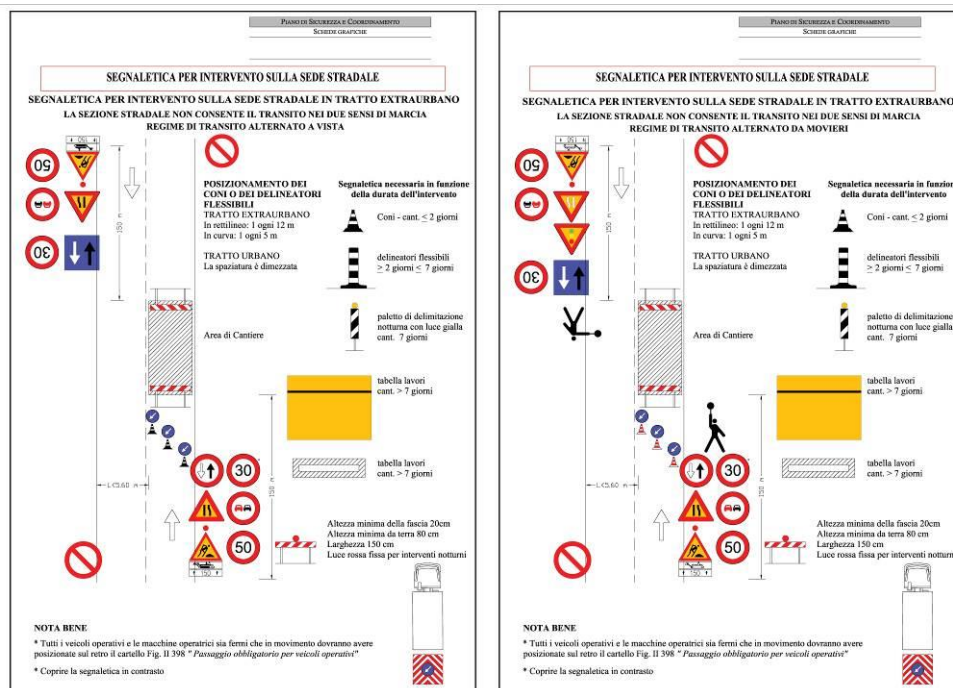 PIANO DI SICUREZZA E COORDINAMENTO
SCHEDE GRAFICHE
SEGNALETICA PER INTERVENTO SULLA SEDE STRADALE
SEGNALETICA PER INTERVENTO SULLA SEDE STRADALE IN TRATTO EXTRAURBANO
LA SEZIONE STRADALE NON CONSENTE IL TRANSITO NEI DUE SENSI DI MARCIA
REGIME DI TRANSITO ALTERNATO A VISTA
150
50
30
150 m
POSIZIONAMENTO DEI
CONI O DEI DELINEATORI
FLESSIBILI
TRATTO EXTRAURBANO
In rettilineo: 1 ogni 12 m
In curva: 1 ogni 5 m
TRATTO URBANO
La spaziatura è dimezzata
Segnaletica necessaria in funzione
della durata dell'intervento
Coni - cant. ≤ 2 giorni
delineatori flessibili
≥ 2 giorni ≤ 7 giorni
paletto di delimitazione
notturna con luce gialla
cant. 7 giorni
Area di Cantiere
tabella lavori
cant. > 7 giorni
tabella lavori
cant. > 7 giorni
L<5.60 m
150 m
30
50
150
Altezza minima della fascia 20cm
Altezza minima da terra 80 cm
Larghezza 150 cm
Luce rossa fissa per interventi notturni
NOTA BENE
* Tutti i veicoli operativi e le macchine operatrici sia fermi che in movimento dovranno avere
posizionate sul retro il cartello Fig. II 398 " Passaggio obbligatorio per veicoli operativi"
* Coprire la segnaletica in contrasto
PIANO DI SICUREZZA E COORDINAMENTO
SCHEDE GRAFICHE
SEGNALETICA PER INTERVENTO SULLA SEDE STRADALE
SEGNALETICA PER INTERVENTO SULLA SEDE STRADALE IN TRATTO EXTRAURBANO
LA SEZIONE STRADALE NON CONSENTE IL TRANSITO NEI DUE SENSI DI MARCIA
REGIME DI TRANSITO ALTERNATO DA MOVIERI
150
50
30
150 m
POSIZIONAMENTO DEI
CONI O DEI DELINEATORI
FLESSIBILI
TRATTO EXTRAURBANO
In rettilineo: 1 ogni 12 m
In curva: 1 ogni 5 m
TRATTO URBANO
La spaziatura è dimezzata
Segnaletica necessaria in funzione
della durata dell'intervento
Coni - cant. ≤ 2 giorni
delineatori flessibili
≥ 2 giorni ≤ 7 giorni
paletto di delimitazione
notturna con luce gialla
cant. 7 giorni
Area di Cantiere
tabella lavori
cant. > 7 giorni
tabella lavori
cant. > 7 giorni
L<5.60 m
150 m
30
50
150
Altezza minima della fascia 20cm
Altezza minima da terra 80 cm
Larghezza 150 cm
Luce rossa fissa per interventi notturni
NOTA BENE
* Tutti i veicoli operativi e le macchine operatrici sia fermi che in movimento dovranno avere
posizionate sul retro il cartello Fig. II 398 " Passaggio obbligatorio per veicoli operativi"
* Coprire la segnaletica in contrasto